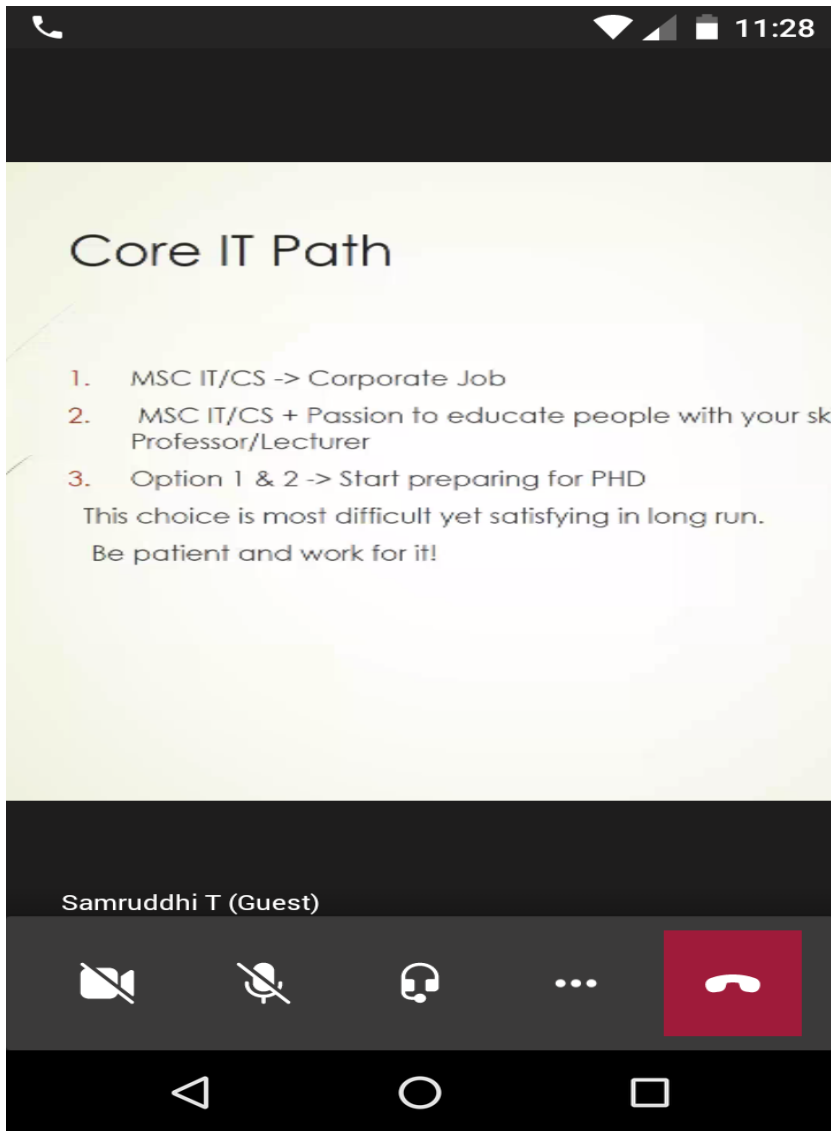 11:28
Core IT Path
1. MSC IT/CS -> Corporate Job
2. MSC IT/CS + Passion to educate people with your
Professor/Lecturer
3. Option 1 & 2 -> Start preparing for PHD
This choice is most difficult yet satisfying in long run.
Be patient and work for it!
Samruddhi T (Guest)